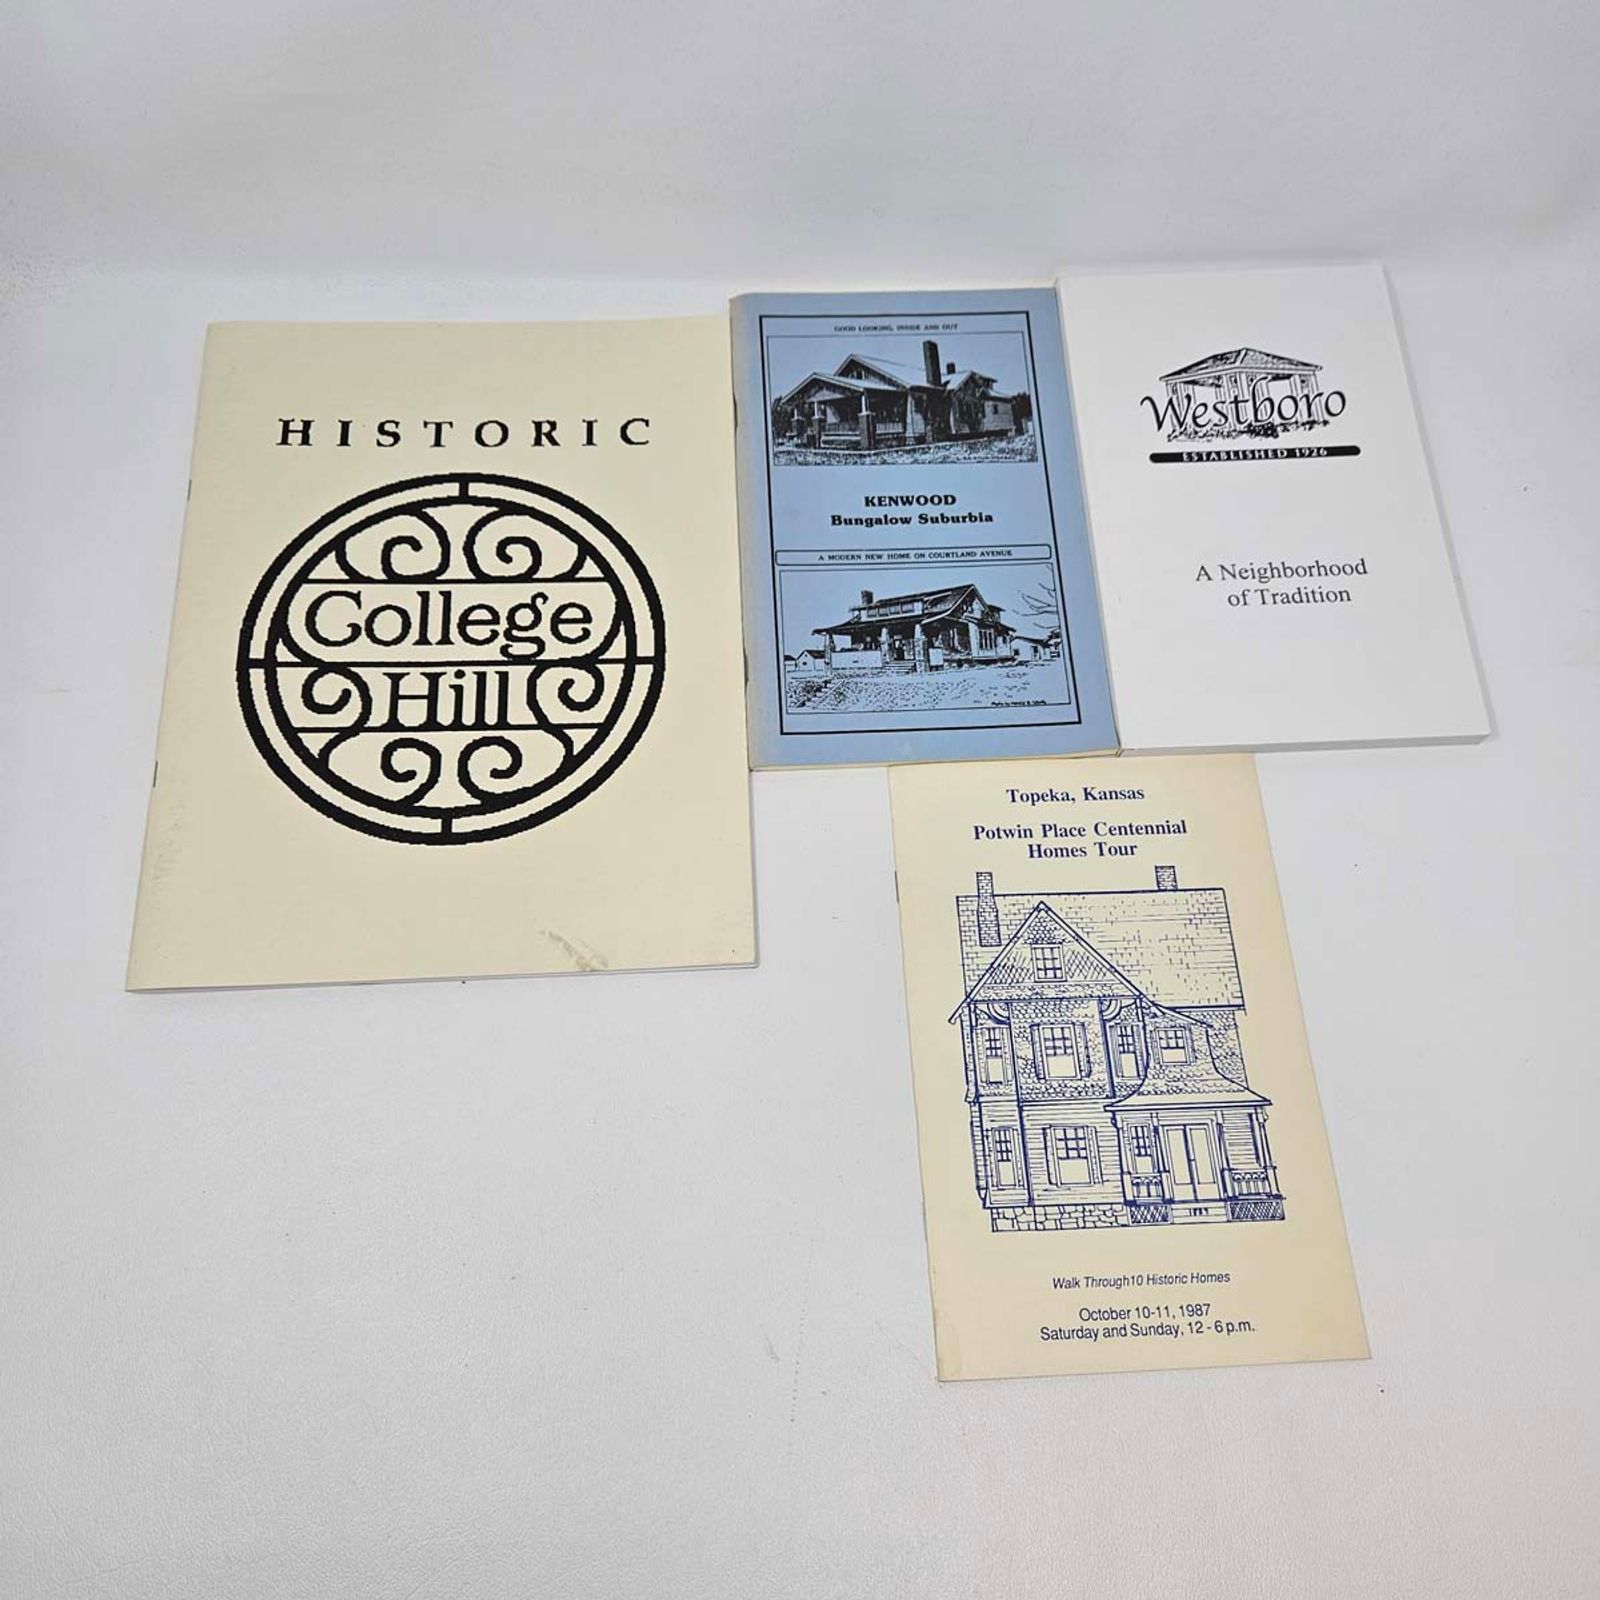 HISTORIC
College
Hill
GOOD LOOKING, INSIDE AND OUT
KENWOOD
Bungalow Suburbia
A MODERN NEW HOME ON COURTLAND AVENUE
Westboro
ESTABLISHED 1926
A Neighborhood
of Tradition
Topeka, Kansas
Potwin Place Centennial
Homes Tour
Walk Through10 Historic Homes
October 10-11, 1987
Saturday and Sunday, 12 - 6 p.m.